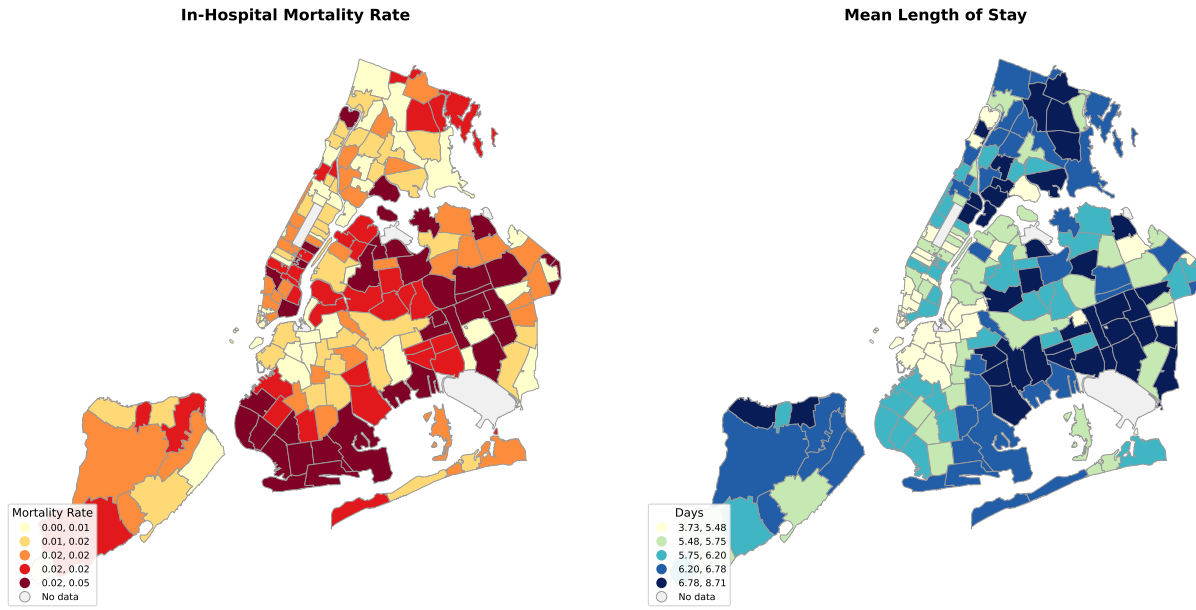 In-Hospital Mortality Rate
Mean Length of Stay
Mortality Rate
0.00, 0.01
0.01, 0.02
0.02, 0.02
0.02, 0.02
0.02, 0.05
No data
Days
3.73, 5.48
5.48, 5.75
5.75, 6.20
6.20, 6.78
6.78, 8.71
No data